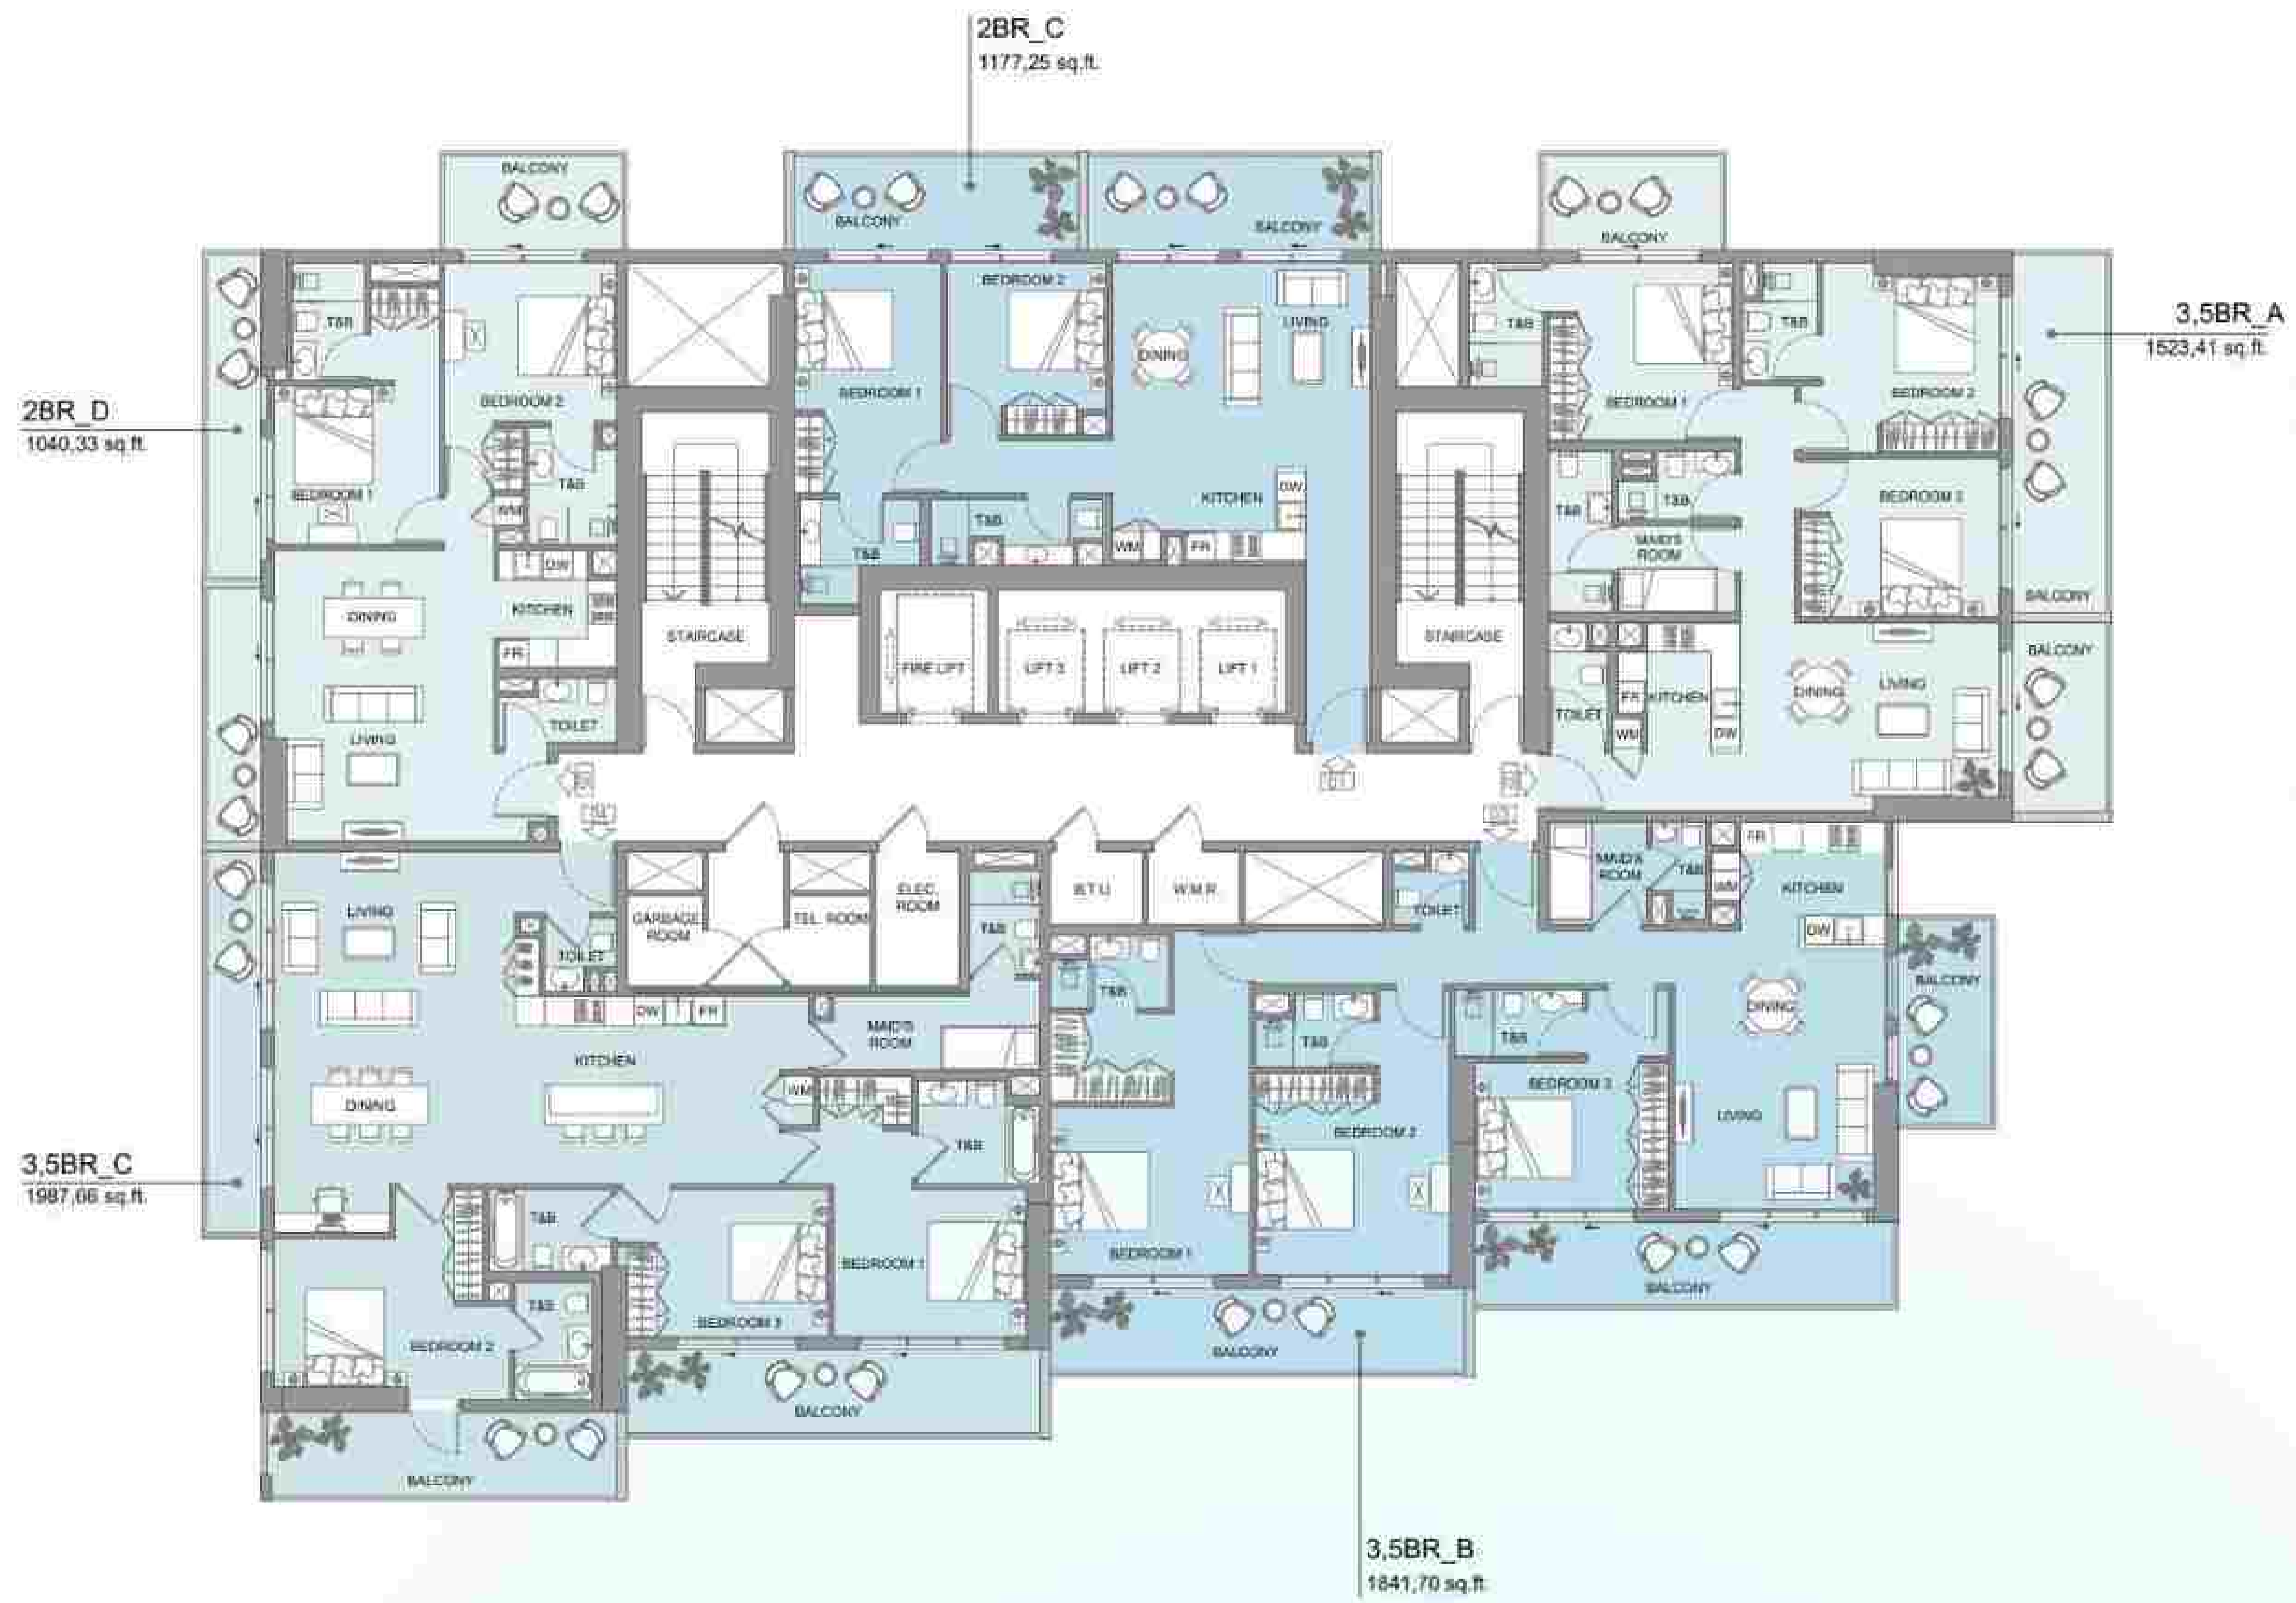 2BR_C
1177,25 sq.ft.
BALCONY
BALCONY
BALCONY
BALCONY
BALCONY
T&B
BEDROOM 2
BEDROOM 1
T&B
WM
DW
KITCHEN
FR
DINING
LIVING
TOILET
2BR_D
1040,33 sq.ft.
STAIRCASE
BEDROOM 1
BEDROOM 2
DINING
LIVING
KITCHEN
DW
WM
FR
T&B
T&B
FIRE LIFT
LIFT 3
LIFT 2
LIFT 1
STAIRCASE
T&B
BEDROOM 1
T&B
BEDROOM 2
BEDROOM 3
T&B
T&B
MAID'S
ROOM
TOILET
FR
KITCHEN
WM
DW
DINING
LIVING
BALCONY
BALCONY
3,5BR_A
1523,41 sq.ft.
LIVING
DINING
TOILET
KITCHEN
DW
FR
GARBAGE
ROOM
TEL. ROOM
ELEC.
ROOM
T&B
MAID'S
ROOM
WM
T&B
BEDROOM 1
BEDROOM 3
T&B
T&B
BEDROOM 2
BALCONY
BALCONY
3,5BR_C
1987,66 sq.ft.
B.T.U
W.M.R
TOILET
MAID'S
ROOM
T&B
WM
FR
KITCHEN
DW
DINING
LIVING
BALCONY
T&B
T&B
T&B
BEDROOM 1
BEDROOM 2
BEDROOM 3
BALCONY
BALCONY
3,5BR_B
1841,70 sq.ft.